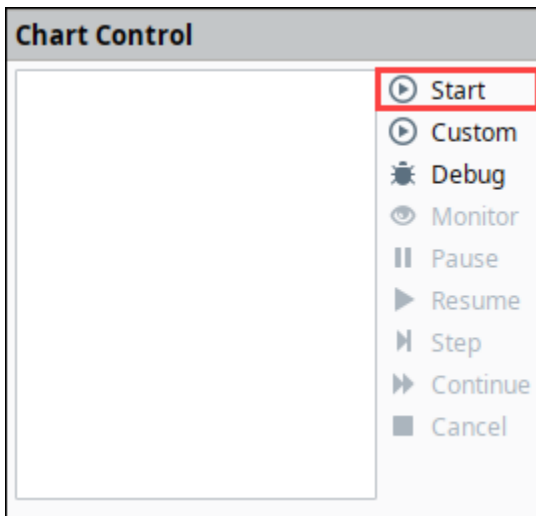 Chart Control
Start
Custom
Debug
Monitor
Pause
Resume
Step
Continue
Cancel